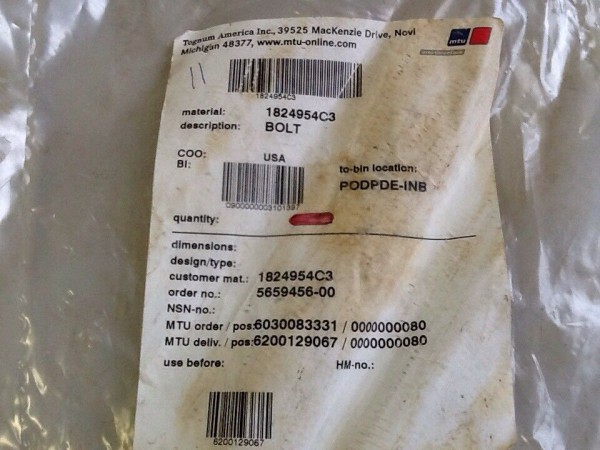 Tognum America Inc., 39525 MacKenzie Drive, Novi
Michigan 48377, www.mtu-online.com
mtu
11
1824954C3
material: 1824954C3
description: BOLT
COO: USA
BI:
to-bin location:
PODPDE-INB
quantity:
dimensions:
design/type:
customer mat.: 1824954C3
order no.: 5659456-00
NSN-no.:
MTU order / pos: 6030083331 / 0000000080
MTU deliv. / pos: 6200129067 / 0000000080
use before: HM-no.:
6200129067